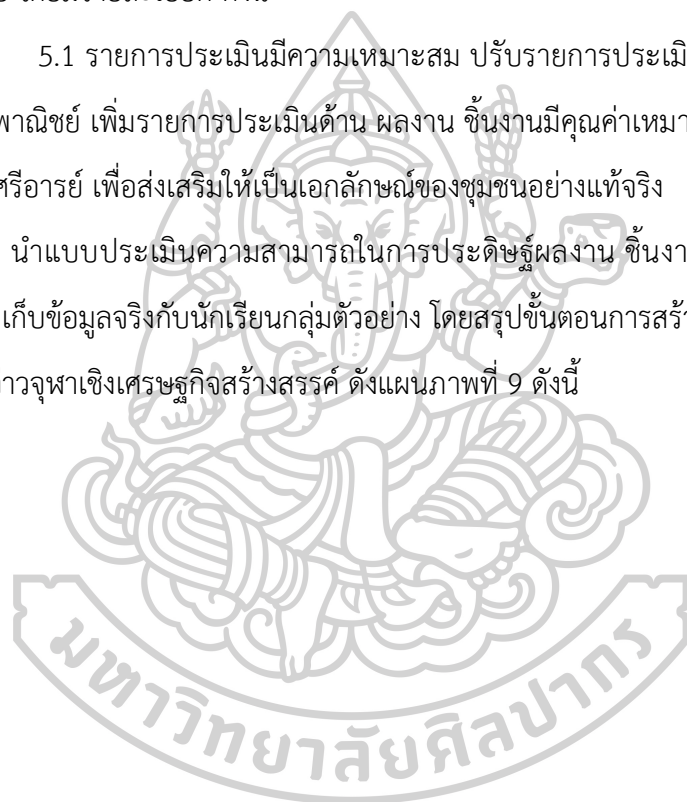 5.1 รายการประเมินมีความเหมาะสม ปรับรายการประเมิ
พาณิชย์ เพิ่มรายการประเมินด้าน ผลงาน ชิ้นงานมีคุณค่าเหมา
ศรีอารย์ เพื่อส่งเสริมให้เป็นเอกลักษณ์ของชุมชนอย่างแท้จริง
นำแบบประเมินความสามารถในการประดิษฐ์ผลงาน ชิ้นงา
เก็บข้อมูลจริงกับนักเรียนกลุ่มตัวอย่าง โดยสรุปขั้นตอนการสร้
าวจุฬาเชิงเศรษฐกิจสร้างสรรค์ ดังแผนภาพที่ 9 ดังนี้
มหาวิทยาลัยศิลปากร